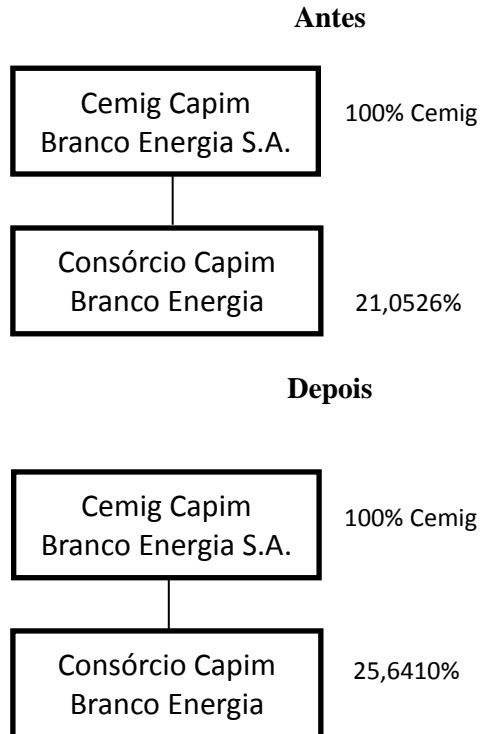 Antes
Cemig Capim
Branco Energia S.A.
100% Cemig
Consórcio Capim
Branco Energia
21,0526%
Depois
Cemig Capim
Branco Energia S.A.
100% Cemig
Consórcio Capim
Branco Energia
25,6410%